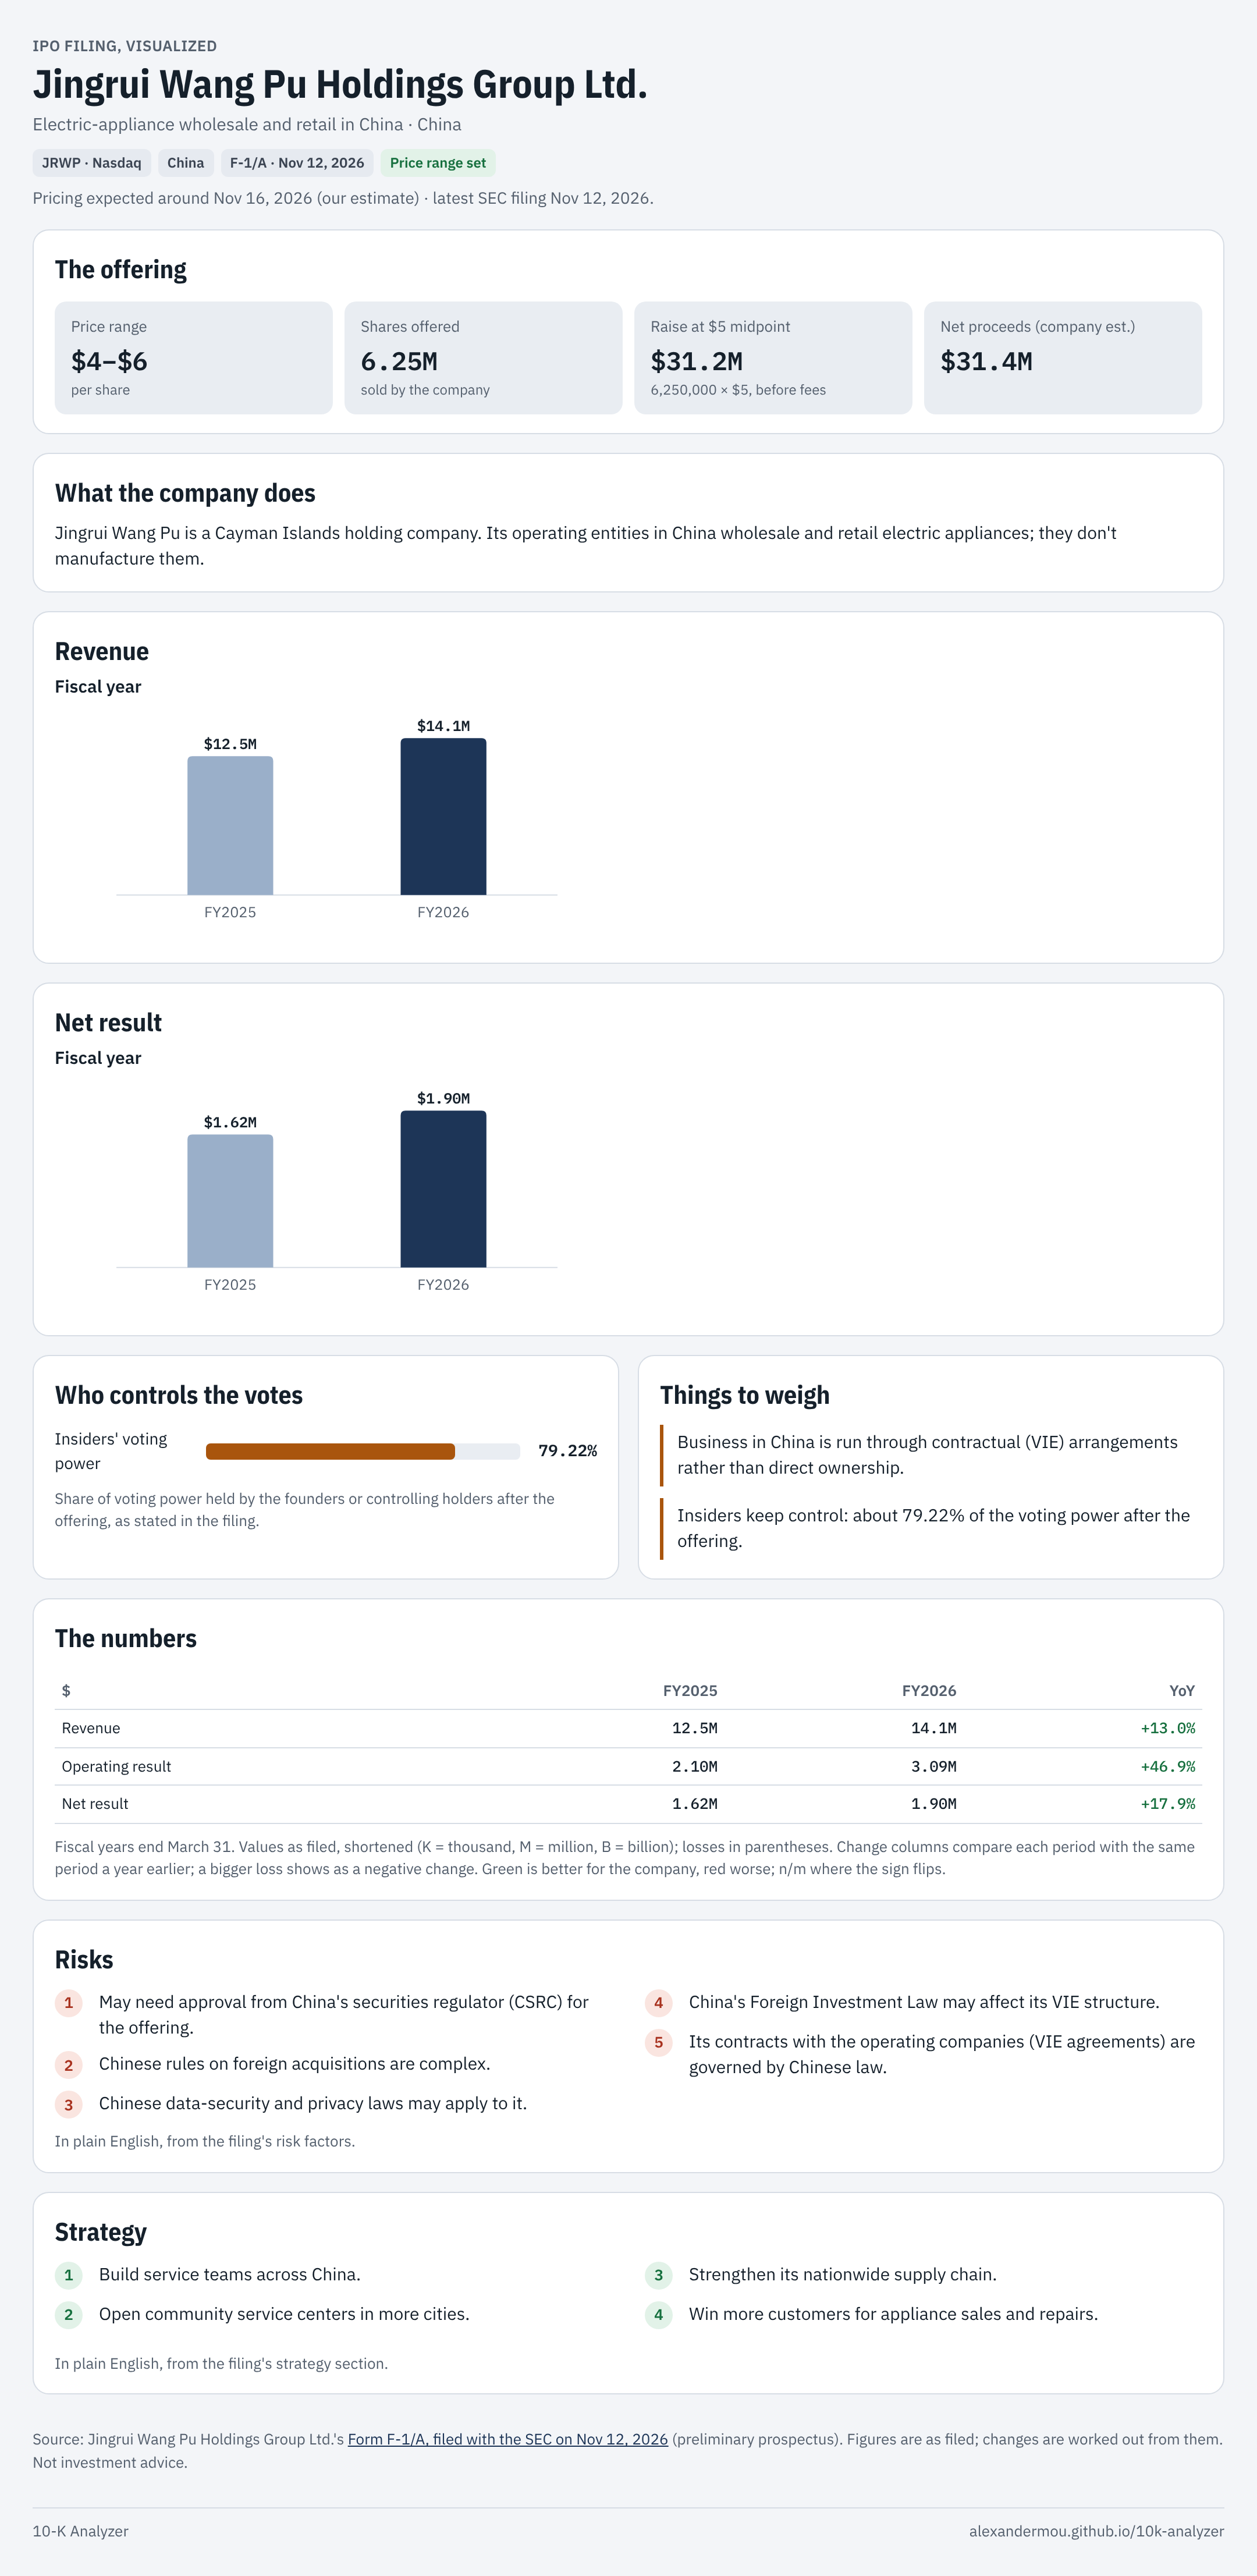 IPO FILING, VISUALIZED
Jingrui Wang Pu Holdings Group Ltd.
Electric-appliance wholesale and retail in China · China
JRWP · Nasdaq
China
F-1/A · Nov 12, 2026
Price range set
Pricing expected around Nov 16, 2026 (our estimate) · latest SEC filing Nov 12, 2026.
The offering
Price range
$4–$6
per share
Shares offered
6.25M
sold by the company
Raise at $5 midpoint
$31.2M
6,250,000 × $5, before fees
Net proceeds (company est.)
$31.4M
What the company does
Jingrui Wang Pu is a Cayman Islands holding company. Its operating entities in China wholesale and retail electric appliances; they don't
manufacture them.
Revenue
Fiscal year
$12.5M
$14.1M
FY2025
FY2026
Net result
Fiscal year
$1.62M
$1.90M
FY2025
FY2026
Who controls the votes
Insiders' voting
power
79.22%
Share of voting power held by the founders or controlling holders after the
offering, as stated in the filing.
Things to weigh
Business in China is run through contractual (VIE) arrangements
rather than direct ownership.
Insiders keep control: about 79.22% of the voting power after the
offering.
The numbers
$ FY2025 FY2026 YoY
Revenue 12.5M 14.1M +13.0%
Operating result 2.10M 3.09M +46.9%
Net result 1.62M 1.90M +17.9%
Fiscal years end March 31. Values as filed, shortened (K = thousand, M = million, B = billion); losses in parentheses. Change columns compare each period with the same
period a year earlier; a bigger loss shows as a negative change. Green is better for the company, red worse; n/m where the sign flips.
Risks
1 May need approval from China's securities regulator (CSRC) for
the offering.
2 Chinese rules on foreign acquisitions are complex.
3 Chinese data-security and privacy laws may apply to it.
4 China's Foreign Investment Law may affect its VIE structure.
5 Its contracts with the operating companies (VIE agreements) are
governed by Chinese law.
In plain English, from the filing's risk factors.
Strategy
1 Build service teams across China.
2 Open community service centers in more cities.
3 Strengthen its nationwide supply chain.
4 Win more customers for appliance sales and repairs.
In plain English, from the filing's strategy section.
Source: Jingrui Wang Pu Holdings Group Ltd.'s Form F-1/A, filed with the SEC on Nov 12, 2026 (preliminary prospectus). Figures are as filed; changes are worked out from them.
Not investment advice.
10-K Analyzer
alexandermou.github.io/10k-analyzer